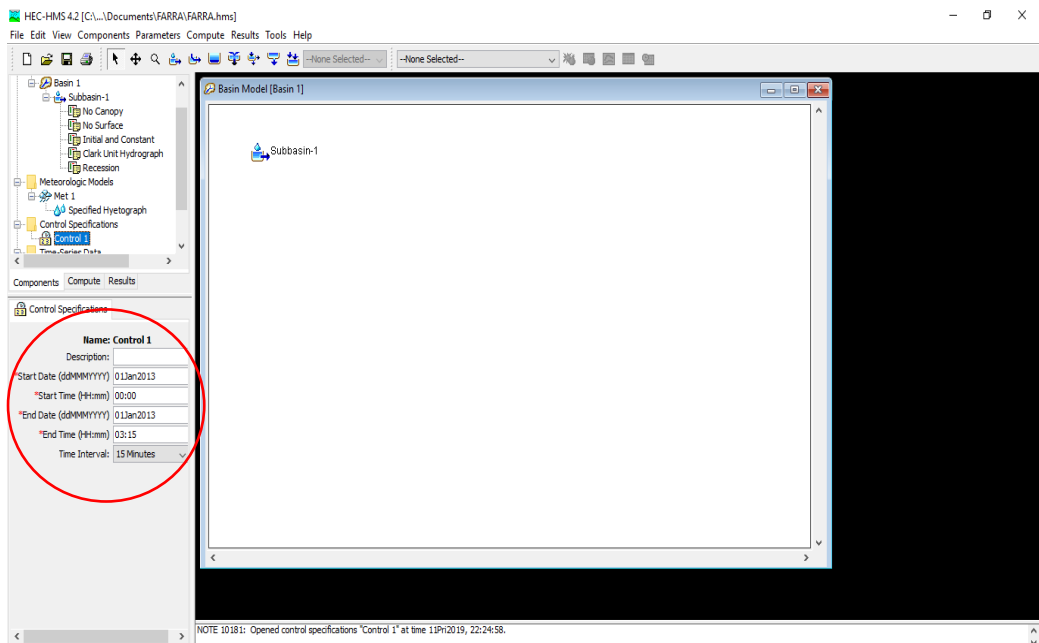 HEC-HMS 4.2 [C:\...\Documents\FARRA\FARRA.hms]
File Edit View Components Parameters Compute Results Tools Help
--None Selected--
--None Selected--
Basin 1
Subbasin-1
No Canopy
No Surface
Initial and Constant
Clark Unit Hydrograph
Recession
Meteorologic Models
Met 1
Specified Hyetograph
Control Specifications
Control 1
Time-Series Data
Components Compute Results
Control Specifications
Name: Control 1
Description:
*Start Date (ddMMMYYYY) 01Jan2013
*Start Time (HH:mm) 00:00
*End Date (ddMMMYYYY) 01Jan2013
*End Time (HH:mm) 03:15
Time Interval: 15 Minutes
Basin Model [Basin 1]
Subbasin-1
NOTE 10181: Opened control specifications "Control 1" at time 11Pri2019, 22:24:58.